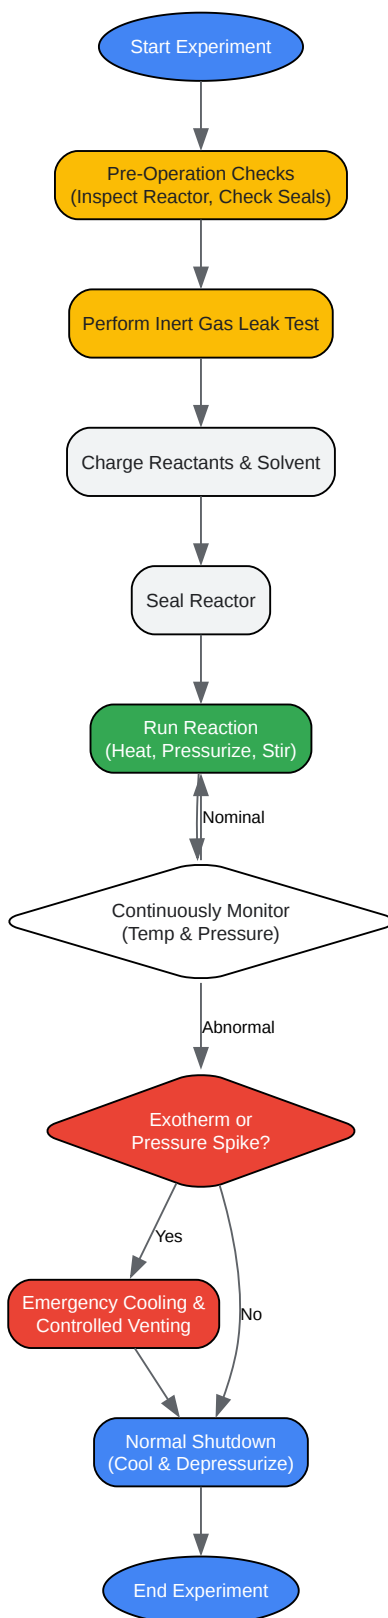 Start Experiment
Pre-Operation Checks
(Inspect Reactor, Check Seals)
Perform Inert Gas Leak Test
Charge Reactants & Solvent
Seal Reactor
Run Reaction
(Heat, Pressurize, Stir)
Nominal
Continuously Monitor
(Temp & Pressure)
Abnormal
Exotherm or
Pressure Spike?
Yes
Emergency Cooling &
Controlled Venting
No
Normal Shutdown
(Cool & Depressurize)
End Experiment